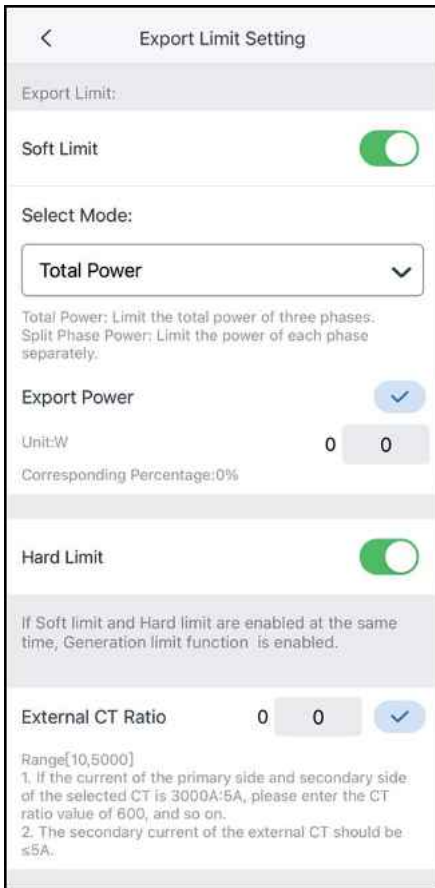 Export Limit Setting
Export Limit:
Soft Limit
Select Mode:
Total Power
Total Power: Limit the total power of three phases.
Split Phase Power: Limit the power of each phase
separately.
Export Power
Unit:W 0 0
Corresponding Percentage:0%
Hard Limit
If Soft limit and Hard limit are enabled at the same
time, Generation limit function is enabled.
External CT Ratio 0 0
Range[10,5000]
1. If the current of the primary side and secondary side
of the selected CT is 3000A:5A, please enter the CT
ratio value of 600, and so on.
2. The secondary current of the external CT should be
≤5A.